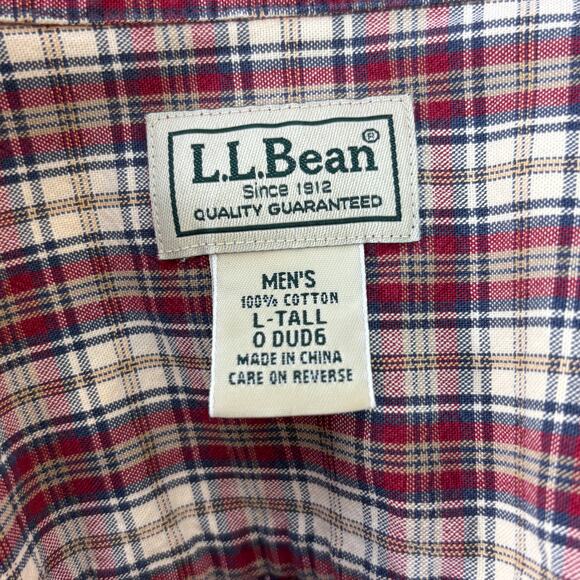 L.L.Bean®
Since 1912
QUALITY GUARANTEED
MEN'S
100% COTTON
L-TALL
0 DUD6
MADE IN CHINA
CARE ON REVERSE